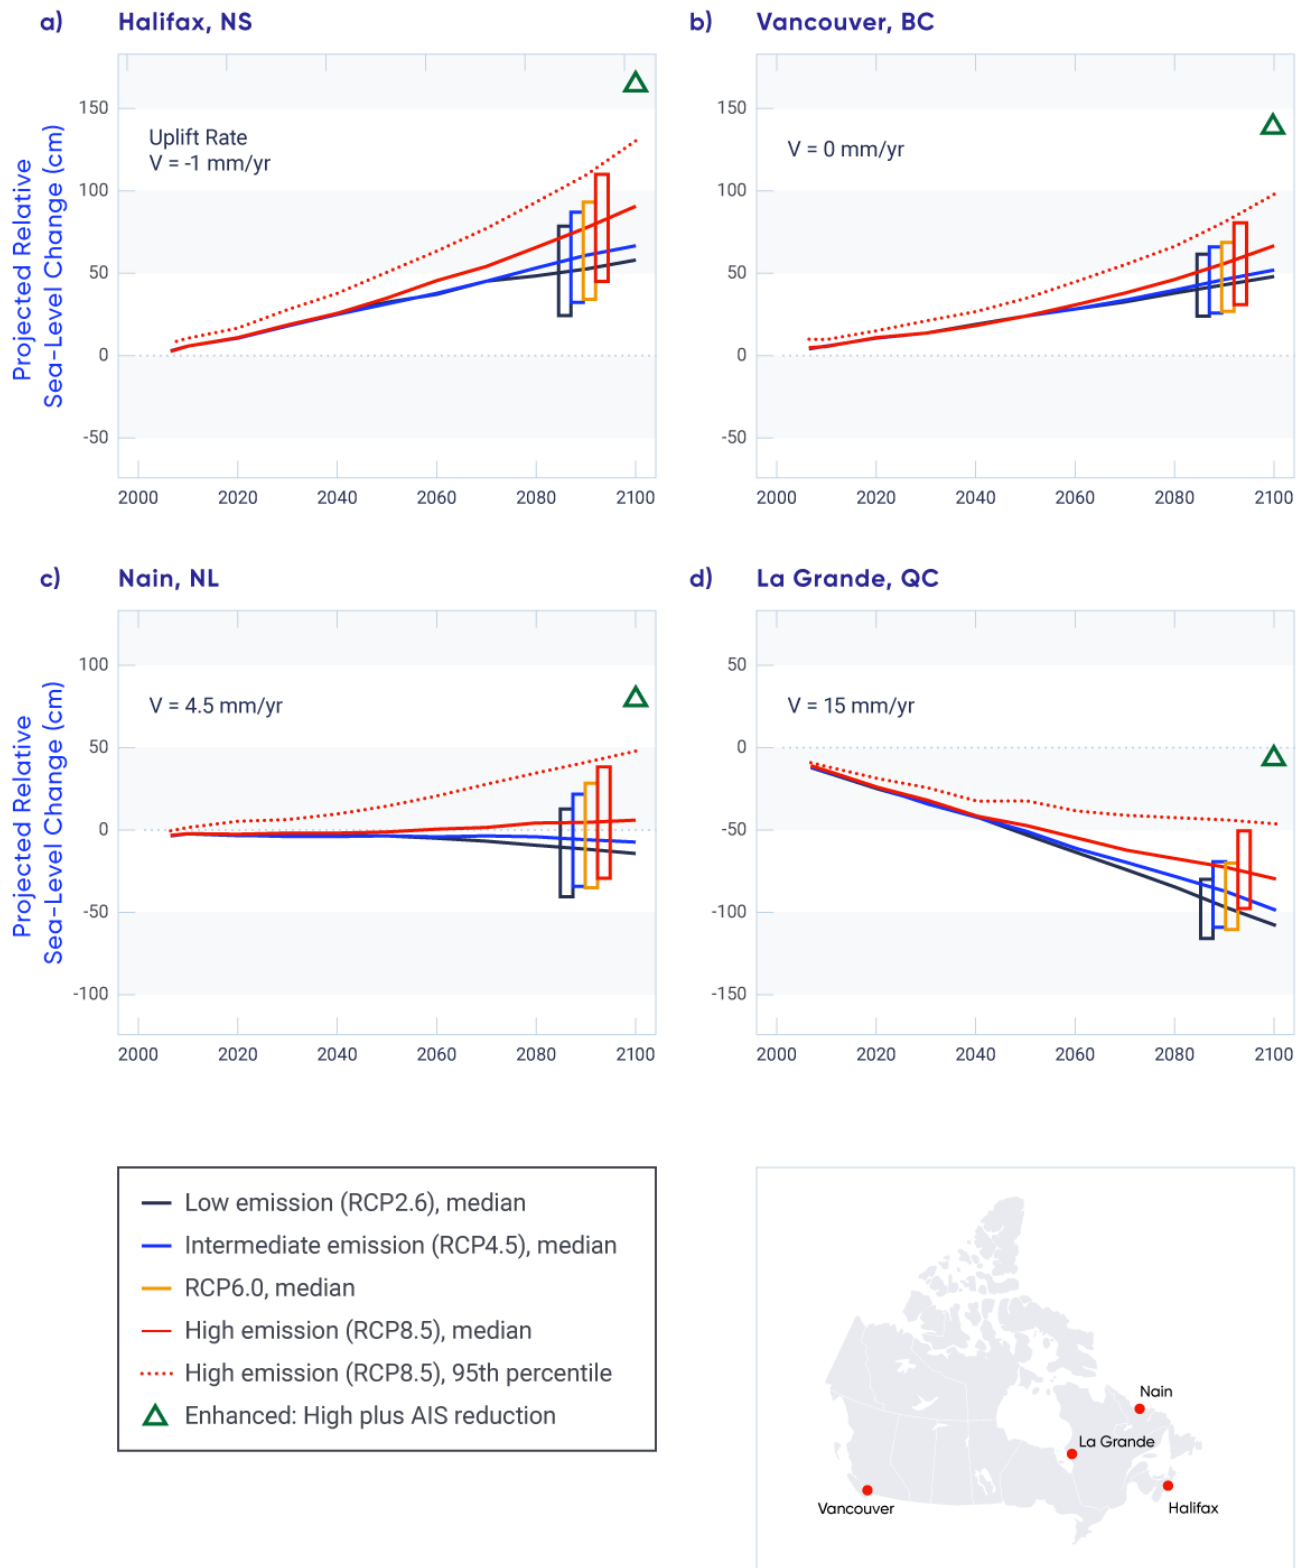 a) Halifax, NS
Projected Relative
Sea-Level Change (cm)
150
100
50
0
-50
Uplift Rate
V = -1 mm/yr
2000 2020 2040 2060 2080 2100
b) Vancouver, BC
150
100
50
0
-50
V = 0 mm/yr
2000 2020 2040 2060 2080 2100
c) Nain, NL
Projected Relative
Sea-Level Change (cm)
100
50
0
-50
-100
V = 4.5 mm/yr
2000 2020 2040 2060 2080 2100
d) La Grande, QC
50
0
-50
-100
-150
V = 15 mm/yr
2000 2020 2040 2060 2080 2100
Low emission (RCP2.6), median
Intermediate emission (RCP4.5), median
RCP6.0, median
High emission (RCP8.5), median
High emission (RCP8.5), 95th percentile
Enhanced: High plus AIS reduction
Nain
La Grande
Vancouver
Halifax